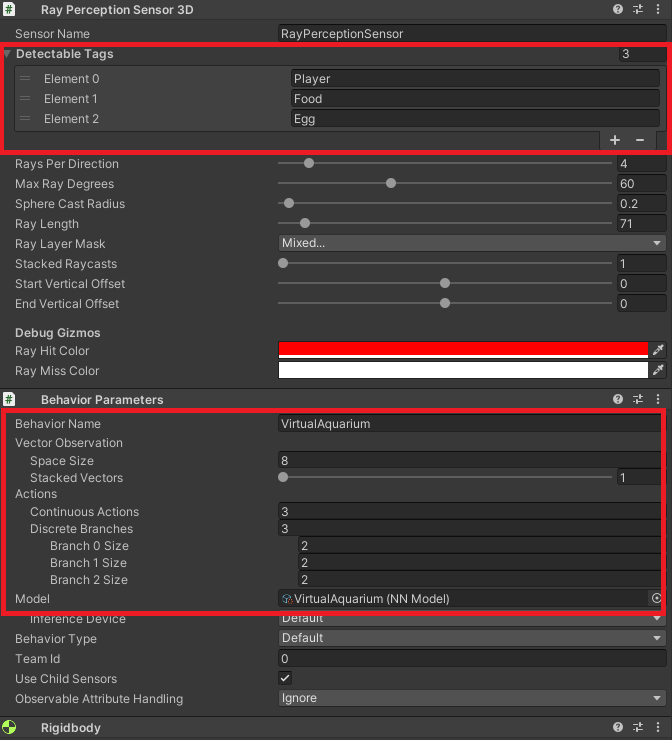 # Ray Perception Sensor 3D
Sensor Name RayPerceptionSensor
Detectable Tags 3
Element 0 Player
Element 1 Food
Element 2 Egg
+ −
Rays Per Direction 4
Max Ray Degrees 60
Sphere Cast Radius 0.2
Ray Length 71
Ray Layer Mask Mixed...
Stacked Raycasts 1
Start Vertical Offset 0
End Vertical Offset 0
Debug Gizmos
Ray Hit Color
Ray Miss Color
# Behavior Parameters
Behavior Name VirtualAquarium
Vector Observation
Space Size 8
Stacked Vectors 1
Actions
Continuous Actions 3
Discrete Branches 3
Branch 0 Size 2
Branch 1 Size 2
Branch 2 Size 2
Model VirtualAquarium (NN Model)
Inference Device Default
Behavior Type Default
Team Id 0
Use Child Sensors
Observable Attribute Handling Ignore
Rigidbody